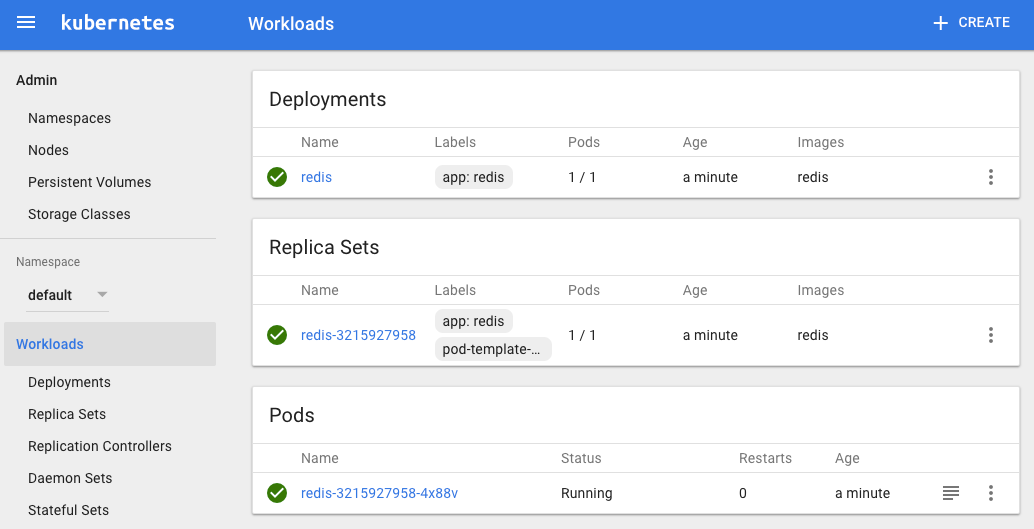 kubernetes Workloads CREATE
Admin
Namespaces
Nodes
Persistent Volumes
Storage Classes
Namespace
default
Workloads
Deployments
Replica Sets
Replication Controllers
Daemon Sets
Stateful Sets
Deployments
Name Labels Pods Age Images
redis app: redis 1 / 1 a minute redis
Replica Sets
Name Labels Pods Age Images
app: redis
redis-3215927958 1 / 1 a minute redis
pod-template-...
Pods
Name Status Restarts Age
redis-3215927958-4x88v Running 0 a minute